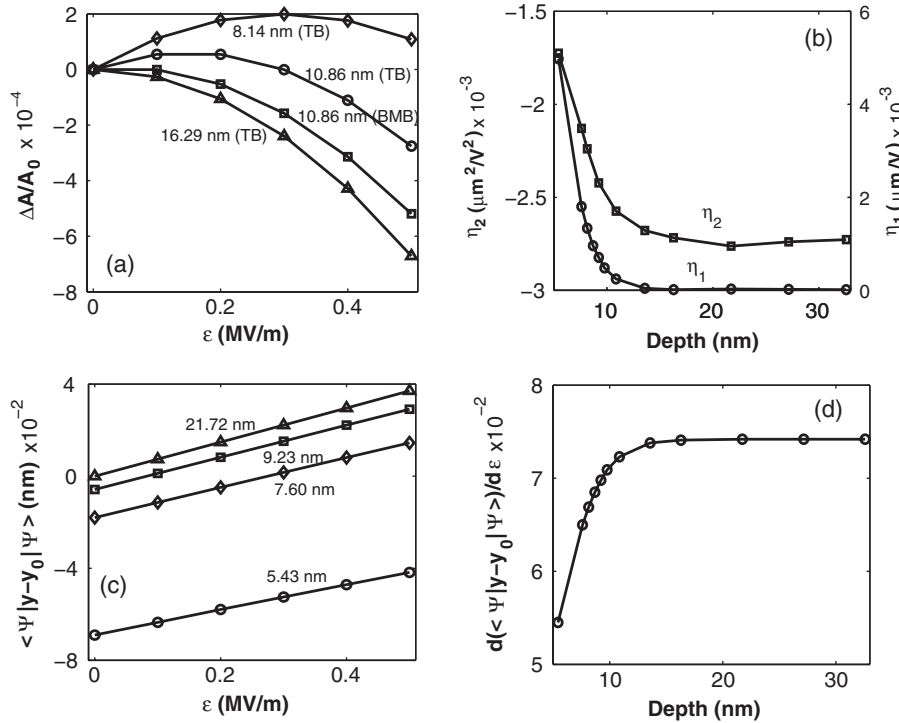 2
0
−2
−4
−6
−8
ΔA/A₀ x 10⁻⁴
8.14 nm (TB)
10.86 nm (TB)
10.86 nm (BMB)
16.29 nm (TB)
(a)
0 0.2 0.4
ε (MV/m)
−1
−1.5
−2
−2.5
−3
η₂ (μm²/V²) × 10⁻³
(b)
η₂
η₁
6
4
2
0
η₁ (μm/V) × 10⁻³
10 20 30
Depth (nm)
4
0
−4
−8
<Ψ|y−y₀|Ψ> (nm) x10⁻²
21.72 nm
9.23 nm
7.60 nm
5.43 nm
(c)
0 0.2 0.4
ε (MV/m)
8
7
6
5
d(<Ψ|y−y₀|Ψ>)/dε x 10⁻²
(d)
10 20 30
Depth (nm)